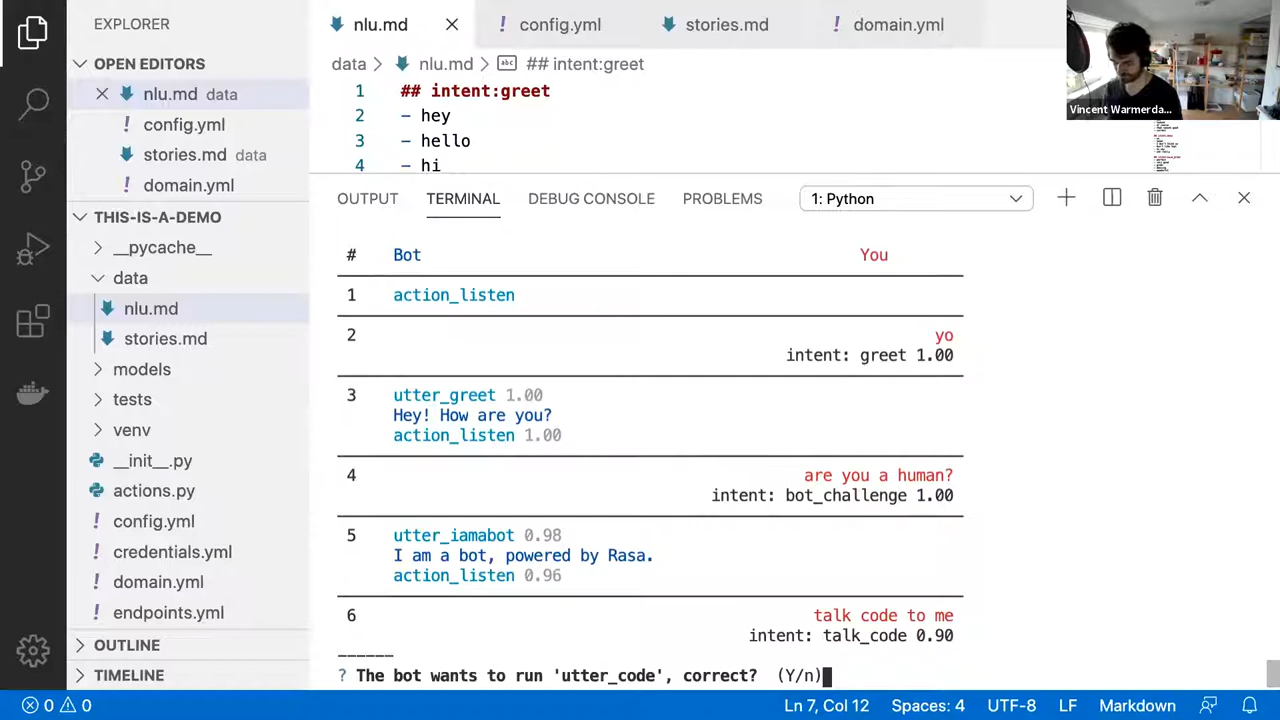 EXPLORER
nlu.md
config.yml
stories.md
domain.yml
OPEN EDITORS
data
nlu.md
## intent:greet
nlu.md data
config.yml
stories.md data
domain.yml
1 ## intent:greet
2 - hey
3 - hello
4 - hi
Vincent Warmerda...
THIS-IS-A-DEMO
__pycache__
data
nlu.md
stories.md
models
tests
venv
__init__.py
actions.py
config.yml
credentials.yml
domain.yml
endpoints.yml
OUTLINE
TIMELINE
OUTPUT
TERMINAL
DEBUG CONSOLE
PROBLEMS
1: Python
# Bot You
1 action_listen
2 yo
intent: greet 1.00
3 utter_greet 1.00
Hey! How are you?
action_listen 1.00
4 are you a human?
intent: bot_challenge 1.00
5 utter_iamabot 0.98
I am a bot, powered by Rasa.
action_listen 0.96
6 talk code to me
intent: talk_code 0.90
------
? The bot wants to run 'utter_code', correct? (Y/n)
0 0
Ln 7, Col 12
Spaces: 4
UTF-8
LF
Markdown